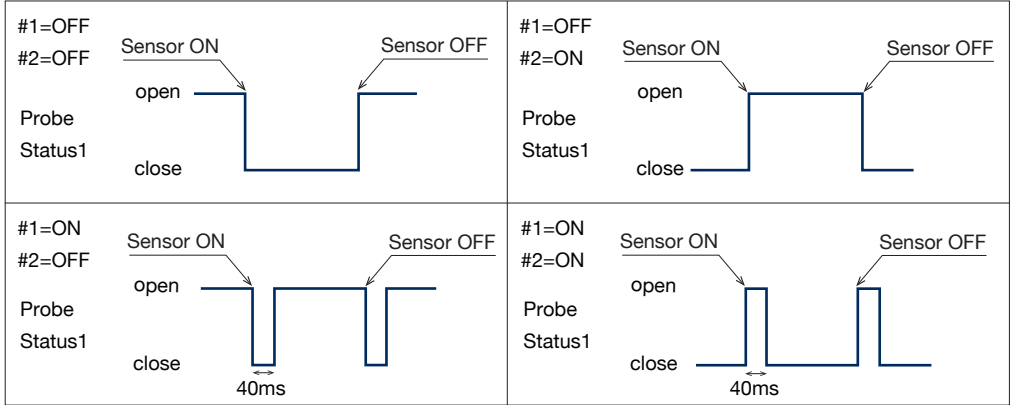 #1=OFF
#2=OFF
Sensor ON
Sensor OFF
open
Probe
Status1
close
#1=OFF
#2=ON
Sensor ON
Sensor OFF
open
Probe
Status1
close
#1=ON
#2=OFF
Sensor ON
Sensor OFF
open
Probe
Status1
close
40ms
#1=ON
#2=ON
Sensor ON
Sensor OFF
open
Probe
Status1
close
40ms